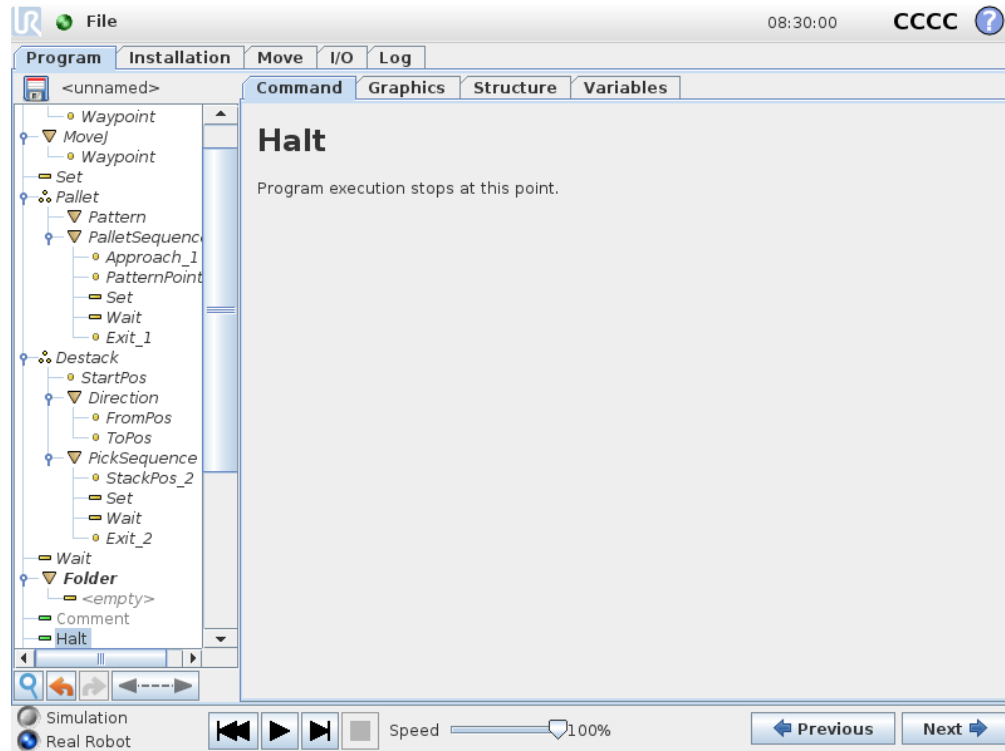 File
08:30:00
CCCC
?
Program Installation Move I/O Log
<unnamed>
Command Graphics Structure Variables
Waypoint
MoveJ
Waypoint
Set
Pallet
Pattern
PalletSequenc
Approach_1
PatternPoint
Set
Wait
Exit_1
Destack
StartPos
Direction
FromPos
ToPos
PickSequence
StackPos_2
Set
Wait
Exit_2
Wait
Folder
<empty>
Comment
Halt
Halt
Program execution stops at this point.
Simulation
Real Robot
Speed 100%
Previous
Next